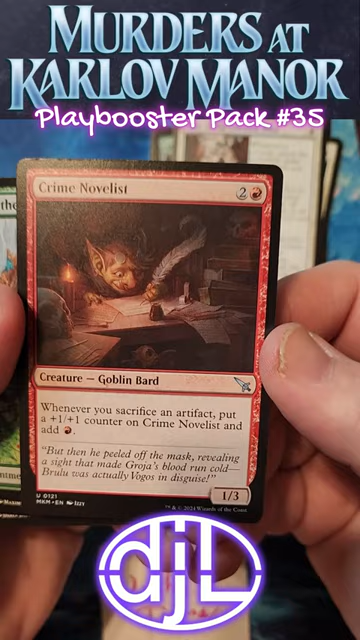 MURDERS AT
KARLOV MANOR
Playbooster Pack #35
the
Crime Novelist 2
Creature — Goblin Bard
Whenever you sacrifice an artifact, put
a +1/+1 counter on Crime Novelist and
add
"But then he peeled off the mask, revealing
a sight that made Groja's blood run cold—
Brulu was actually Vogos in disguise!"
1/3
U 0121
MKM • EN Izzy
™ & © 2024 Wizards of the Coast
djL